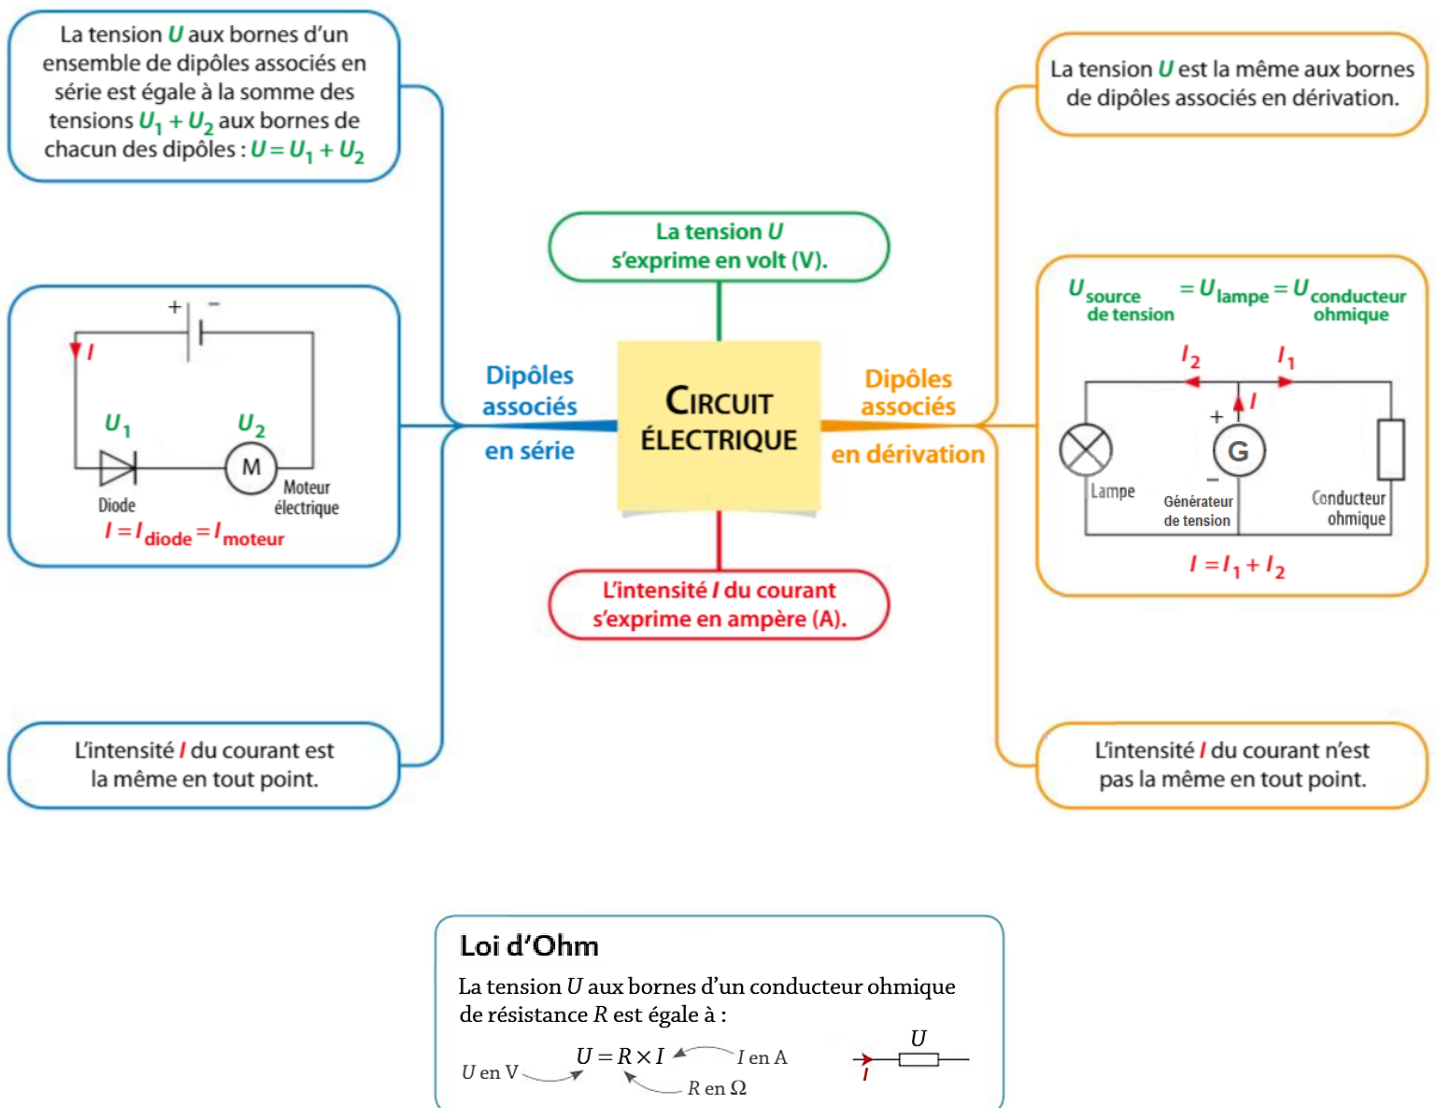 La tension U aux bornes d’un
ensemble de dipôles associés en
série est égale à la somme des
tensions U1 + U2 aux bornes de
chacun des dipôles : U = U1 + U2
+ −
I
U1 U2
M
Diode
Moteur
électrique
I = Idiode = Imoteur
L’intensité I du courant est
la même en tout point.
Dipôles
associés
en série
La tension U
s’exprime en volt (V).
CIRCUIT
ÉLECTRIQUE
L’intensité I du courant
s’exprime en ampère (A).
Dipôles
associés
en dérivation
La tension U est la même aux bornes
de dipôles associés en dérivation.
Usource de tension = Ulampe = Uconducteur ohmique
I2 I1
I
+
G
−
Lampe
Générateur
de tension
Conducteur
ohmique
I = I1 + I2
L’intensité I du courant n’est
pas la même en tout point.
Loi d’Ohm
La tension U aux bornes d’un conducteur ohmique
de résistance R est égale à :
U = R × I
I en A
U en V
R en Ω
U
I